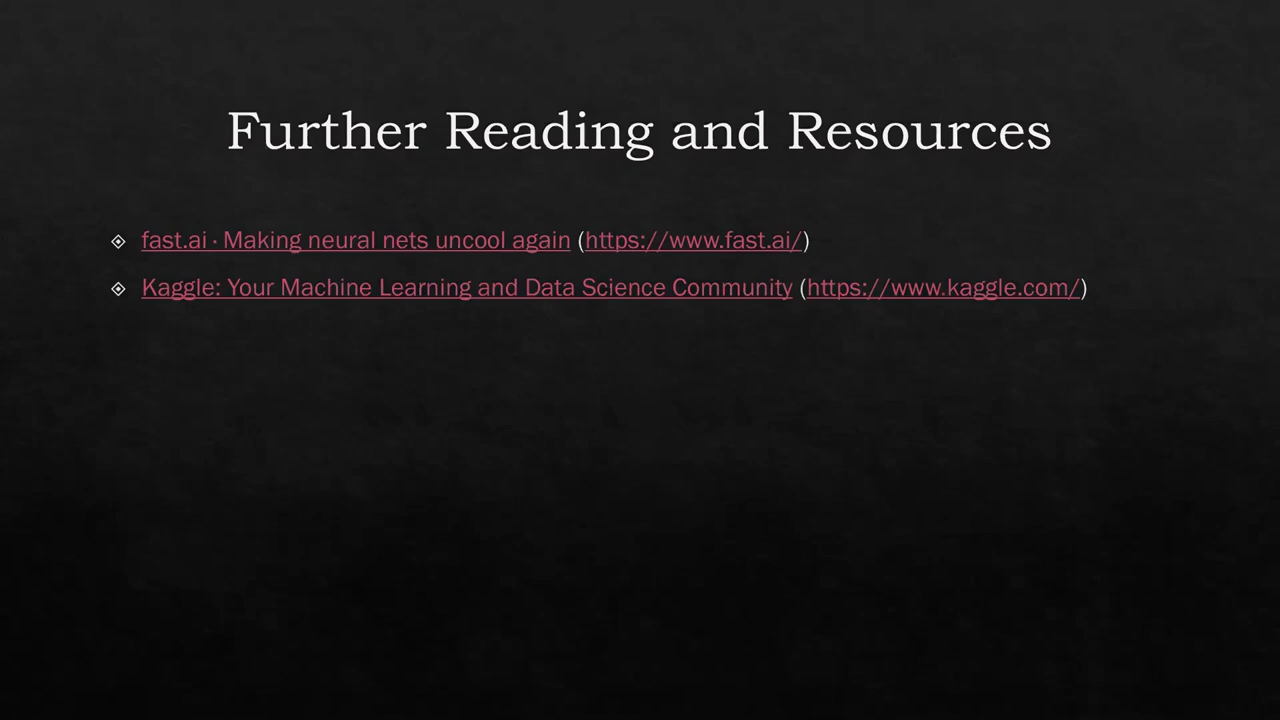 Further Reading and Resources
fast.ai · Making neural nets uncool again (https://www.fast.ai/)
Kaggle: Your Machine Learning and Data Science Community (https://www.kaggle.com/)